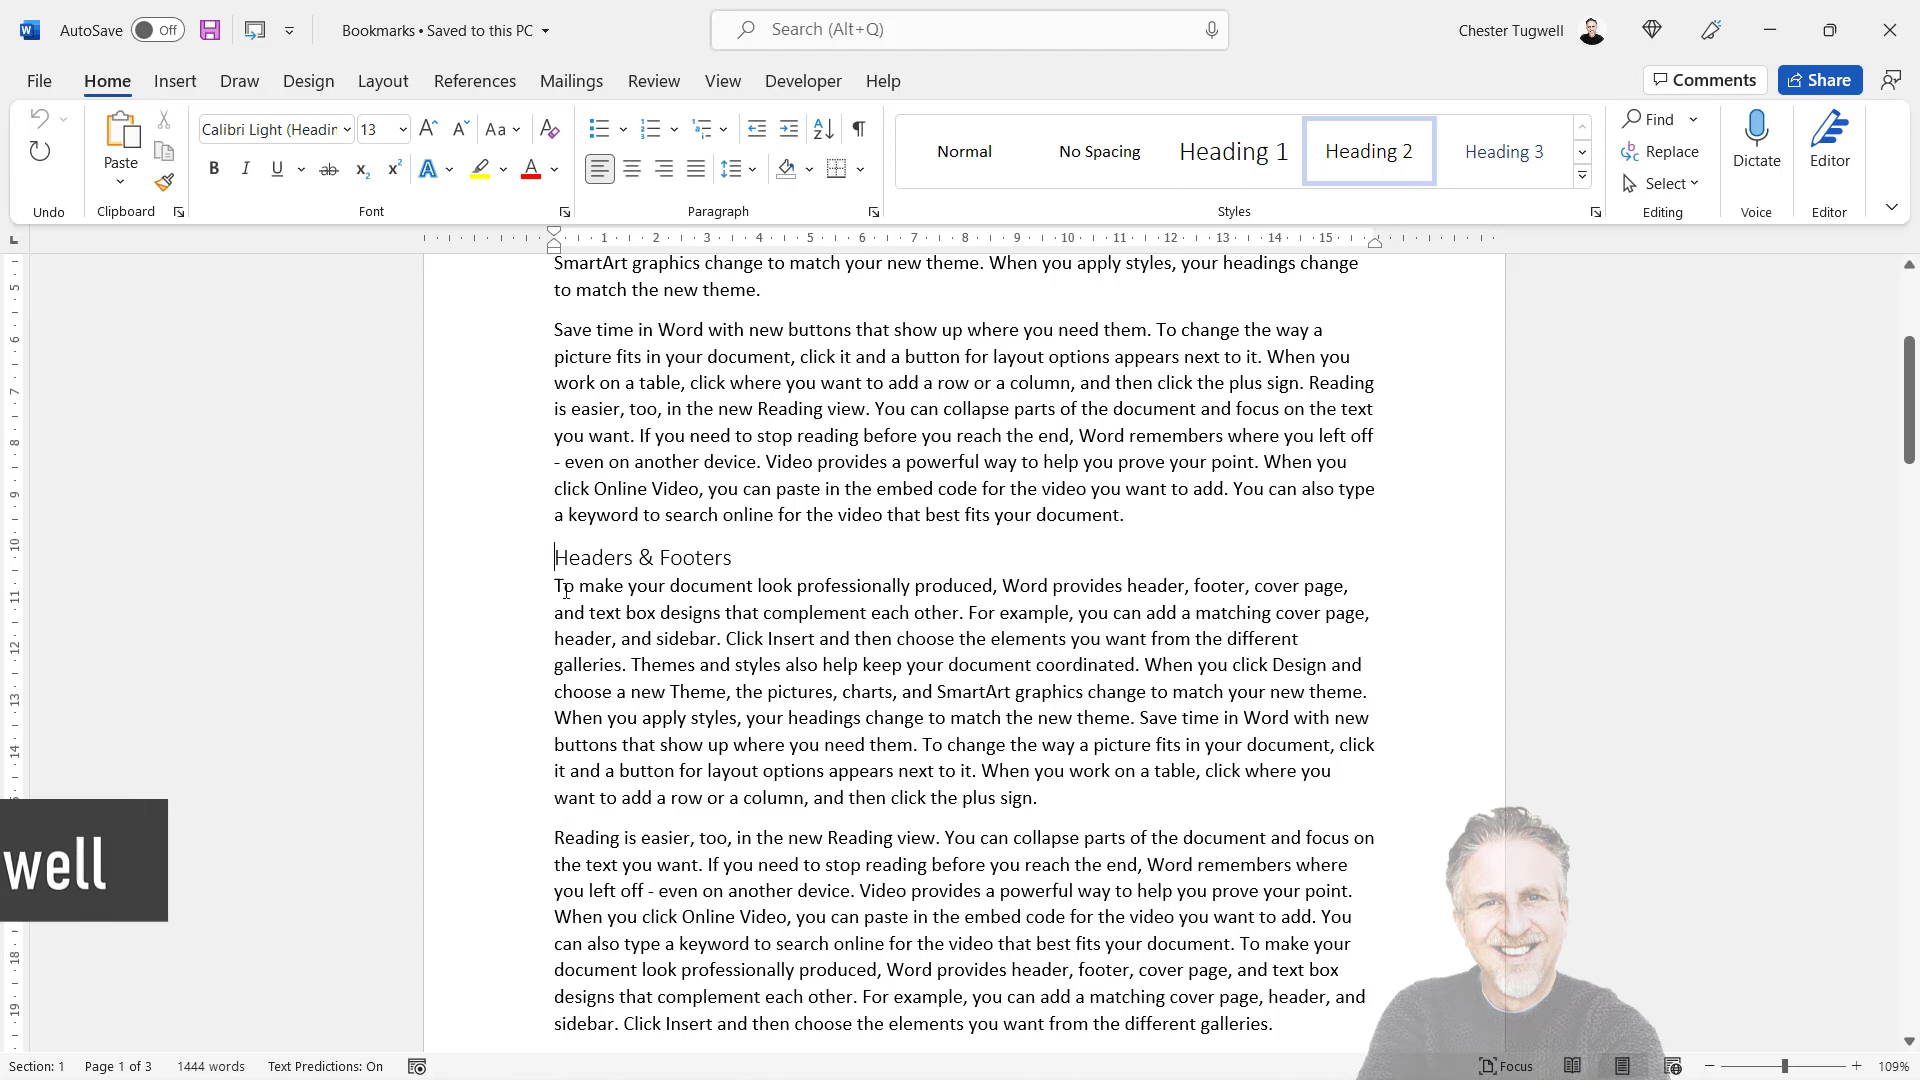 AutoSave Off Bookmarks • Saved to this PC Search (Alt+Q) Chester Tugwell
File Home Insert Draw Design Layout References Mailings Review View Developer Help Comments Share
Calibri Light (Headin 13 Aa
Normal No Spacing Heading 1 Heading 2 Heading 3
Find
Replace
Select
Paste
Dictate
Editor
B I U ab x₂ x² A A
Undo Clipboard Font Paragraph Styles Editing Voice Editor
1 2 3 4 5 6 7 8 9 10 11 12 13 14 15
SmartArt graphics change to match your new theme. When you apply styles, your headings change
to match the new theme.
Save time in Word with new buttons that show up where you need them. To change the way a
picture fits in your document, click it and a button for layout options appears next to it. When you
work on a table, click where you want to add a row or a column, and then click the plus sign. Reading
is easier, too, in the new Reading view. You can collapse parts of the document and focus on the text
you want. If you need to stop reading before you reach the end, Word remembers where you left off
- even on another device. Video provides a powerful way to help you prove your point. When you
click Online Video, you can paste in the embed code for the video you want to add. You can also type
a keyword to search online for the video that best fits your document.
Headers & Footers
To make your document look professionally produced, Word provides header, footer, cover page,
and text box designs that complement each other. For example, you can add a matching cover page,
header, and sidebar. Click Insert and then choose the elements you want from the different
galleries. Themes and styles also help keep your document coordinated. When you click Design and
choose a new Theme, the pictures, charts, and SmartArt graphics change to match your new theme.
When you apply styles, your headings change to match the new theme. Save time in Word with new
buttons that show up where you need them. To change the way a picture fits in your document, click
it and a button for layout options appears next to it. When you work on a table, click where you
want to add a row or a column, and then click the plus sign.
Reading is easier, too, in the new Reading view. You can collapse parts of the document and focus on
the text you want. If you need to stop reading before you reach the end, Word remembers where
you left off - even on another device. Video provides a powerful way to help you prove your point.
When you click Online Video, you can paste in the embed code for the video you want to add. You
can also type a keyword to search online for the video that best fits your document. To make your
document look professionally produced, Word provides header, footer, cover page, and text box
designs that complement each other. For example, you can add a matching cover page, header, and
sidebar. Click Insert and then choose the elements you want from the different galleries.
well
Section: 1 Page 1 of 3 1444 words Text Predictions: On Focus 109%